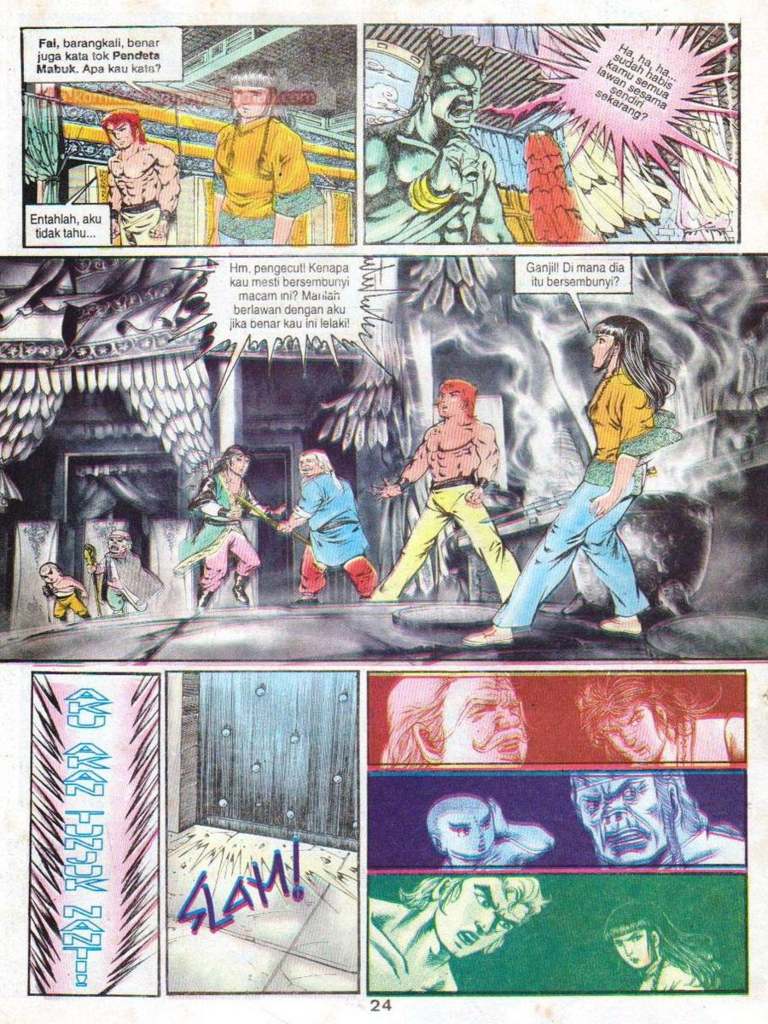 Fai, barangkali, benar
juga kata tok Pendeta
Mabuk. Apa kau kata?
Entahlah, aku
tidak tahu...
Ha, ha, ha...
sudah habis
kamu semua
lawan sesama
sendiri
sekarang?
Hm, pengecut! Kenapa
kau mesti bersembunyi
macam ini? Marilah
berlawan dengan aku
jika benar kau ini lelaki!
Ganjil! Di mana dia
itu bersembunyi?
AKU AKAN TUNJUK NANTI!!
SLAM!
24